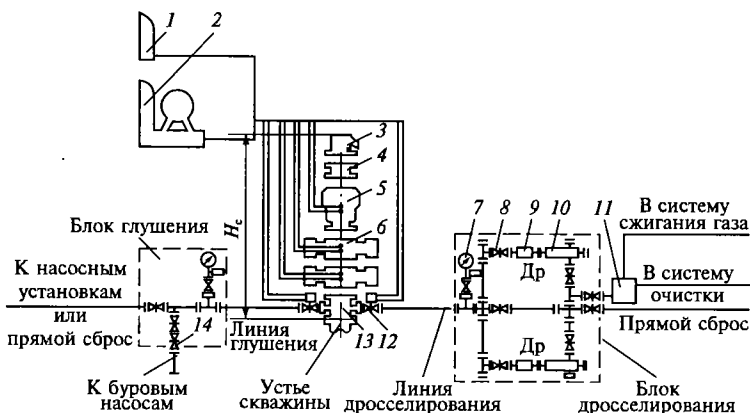 1
2
3
4
5
6
7
8
9
10
11
12
13
14
Hс
Блок глушения
К насосным
установкам
или
прямой сброс
Линия
глушения
К буровым
насосам
Устье
скважины
Линия
дросселирования
Др
Др
Блок
дросселирования
В систему
сжигания газа
В систему
очистки
Прямой сброс